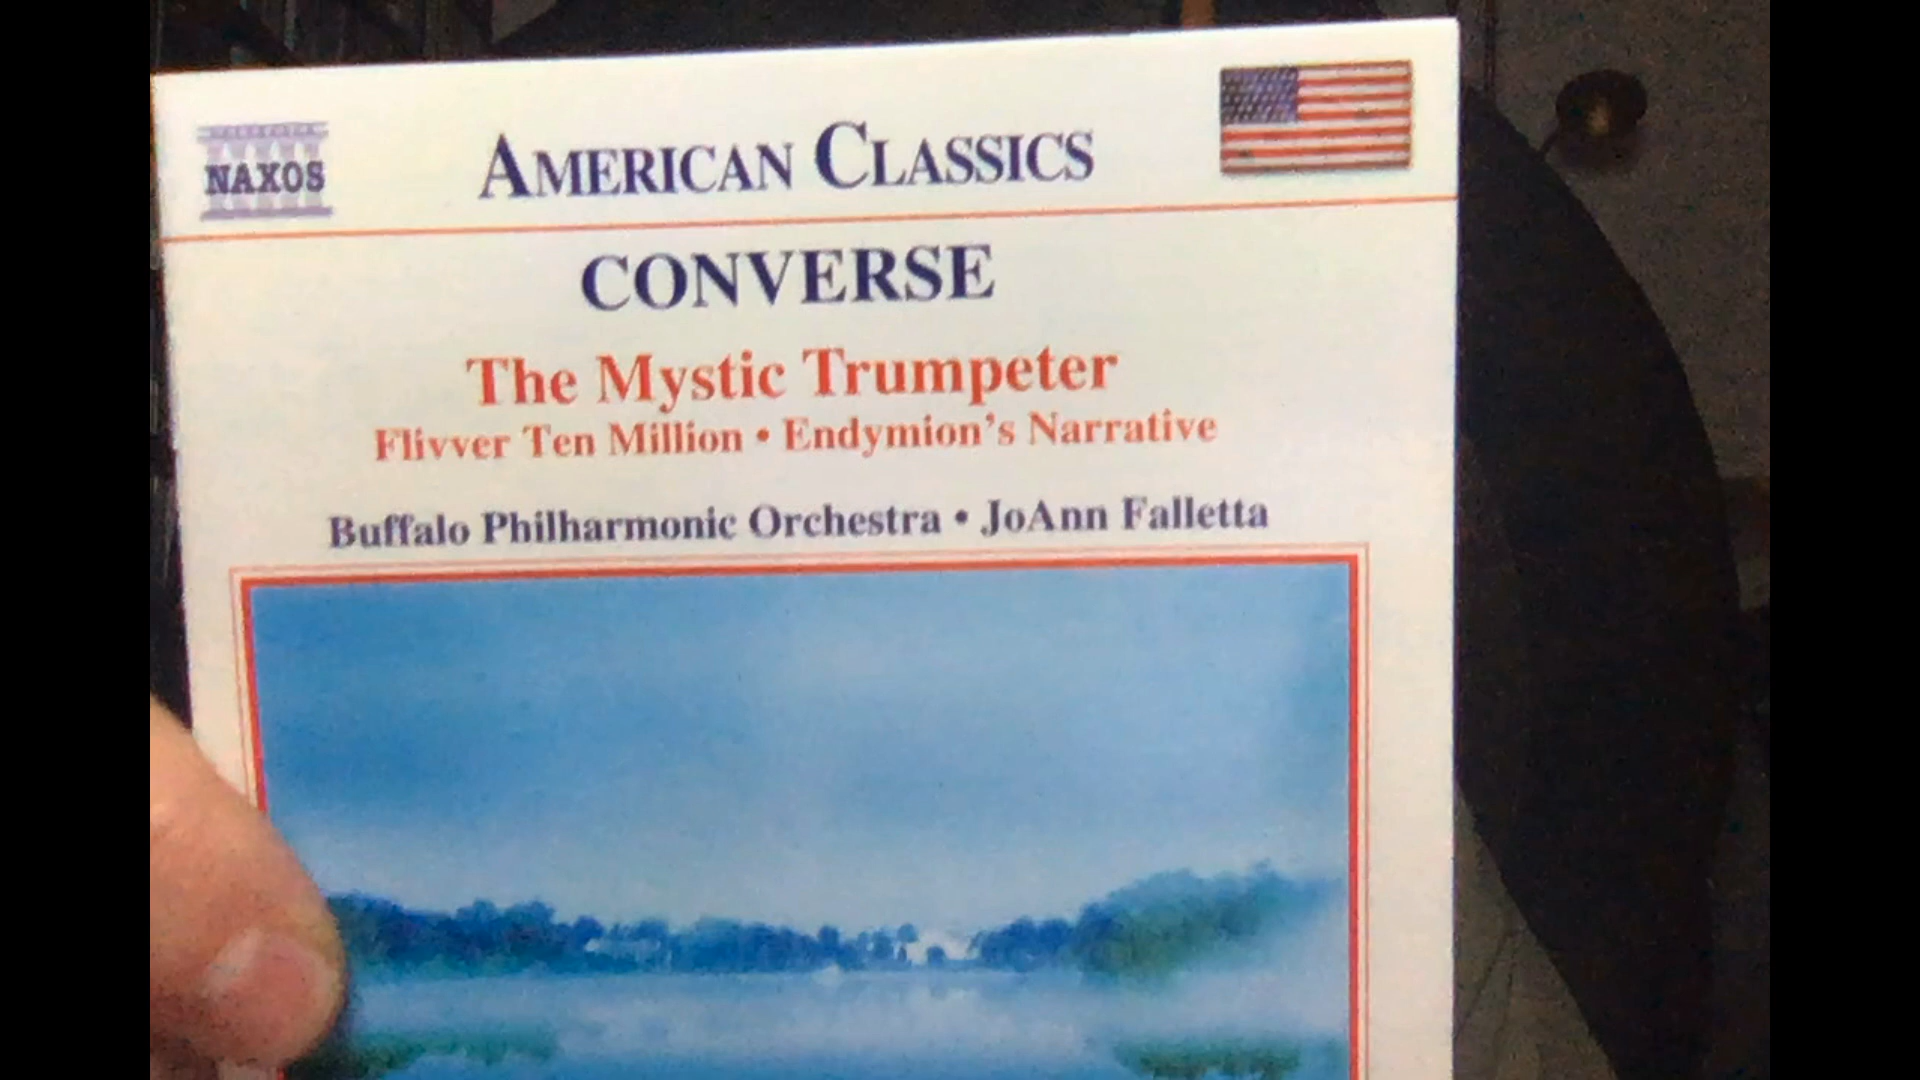 NAXOS
AMERICAN CLASSICS
CONVERSE
The Mystic Trumpeter
Flivver Ten Million • Endymion's Narrative
Buffalo Philharmonic Orchestra • JoAnn Falletta